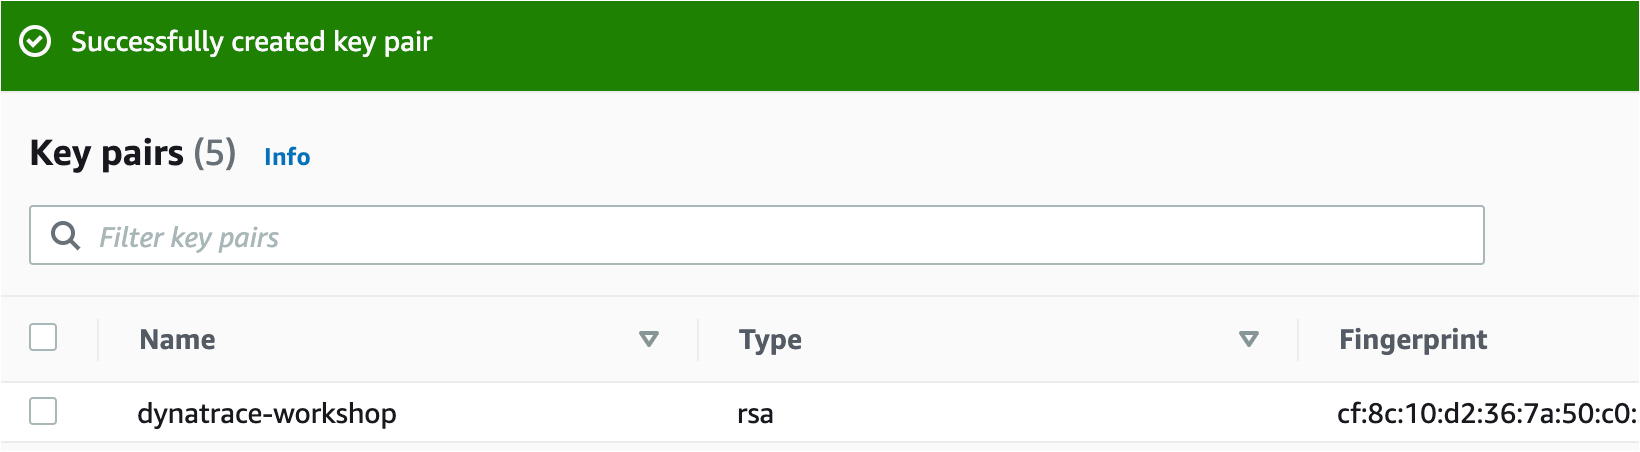 Successfully created key pair
Key pairs (5) Info
Filter key pairs
Name Type Fingerprint
dynatrace-workshop rsa cf:8c:10:d2:36:7a:50:c0: